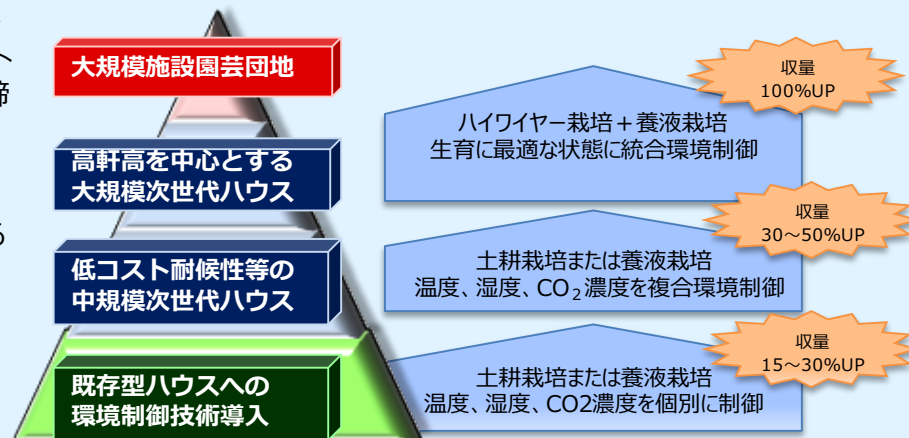 へ
締
る
大規模施設園芸団地
高軒高を中心とする
大規模次世代ハウス
低コスト耐候性等の
中規模次世代ハウス
既存型ハウスへの
環境制御技術導入
収量
100%UP
ハイワイヤー栽培+養液栽培
生育に最適な状態に統合環境制御
収量
30~50%UP
土耕栽培または養液栽培
温度、湿度、CO₂濃度を複合環境制御
収量
15~30%UP
土耕栽培または養液栽培
温度、湿度、CO2濃度を個別に制御